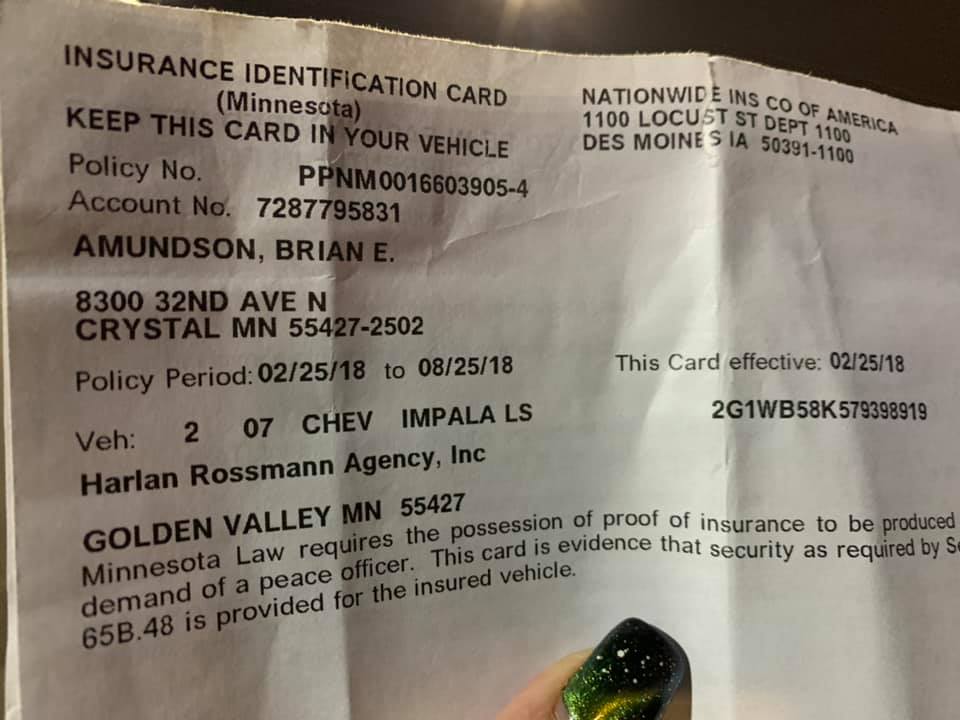 INSURANCE IDENTIFICATION CARD
(Minnesota)
KEEP THIS CARD IN YOUR VEHICLE
NATIONWIDE INS CO OF AMERICA
1100 LOCUST ST DEPT 1100
DES MOINES IA 50391-1100
Policy No. PPNM0016603905-4
Account No. 7287795831
AMUNDSON, BRIAN E.
8300 32ND AVE N
CRYSTAL MN 55427-2502
Policy Period: 02/25/18 to 08/25/18 This Card effective: 02/25/18
Veh: 2 07 CHEV IMPALA LS 2G1WB58K579398919
Harlan Rossmann Agency, Inc
GOLDEN VALLEY MN 55427
Minnesota Law requires the possession of proof of insurance to be produced
demand of a peace officer. This card is evidence that security as required by
65B.48 is provided for the insured vehicle.